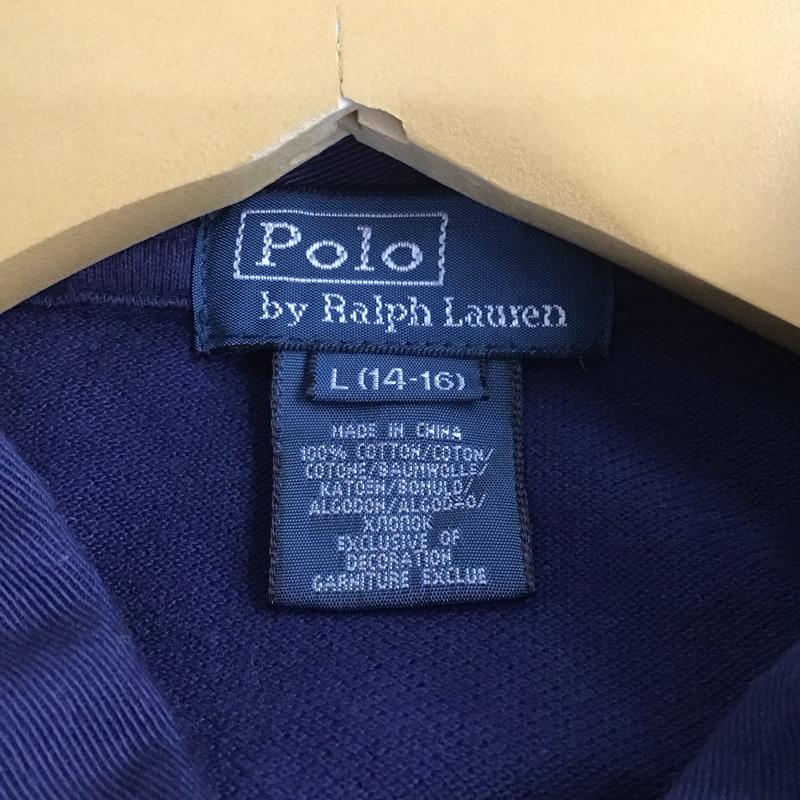 Polo
by Ralph Lauren
L (14-16)
MADE IN CHINA
100% COTTON/COTON/
COTONE/BAUMWOLLE/
KATOEN/BOMULD/
ALGODON/ALGODÃO/
ХЛОПОК
EXCLUSIVE OF
DECORATION
GARNITURE EXCLUE